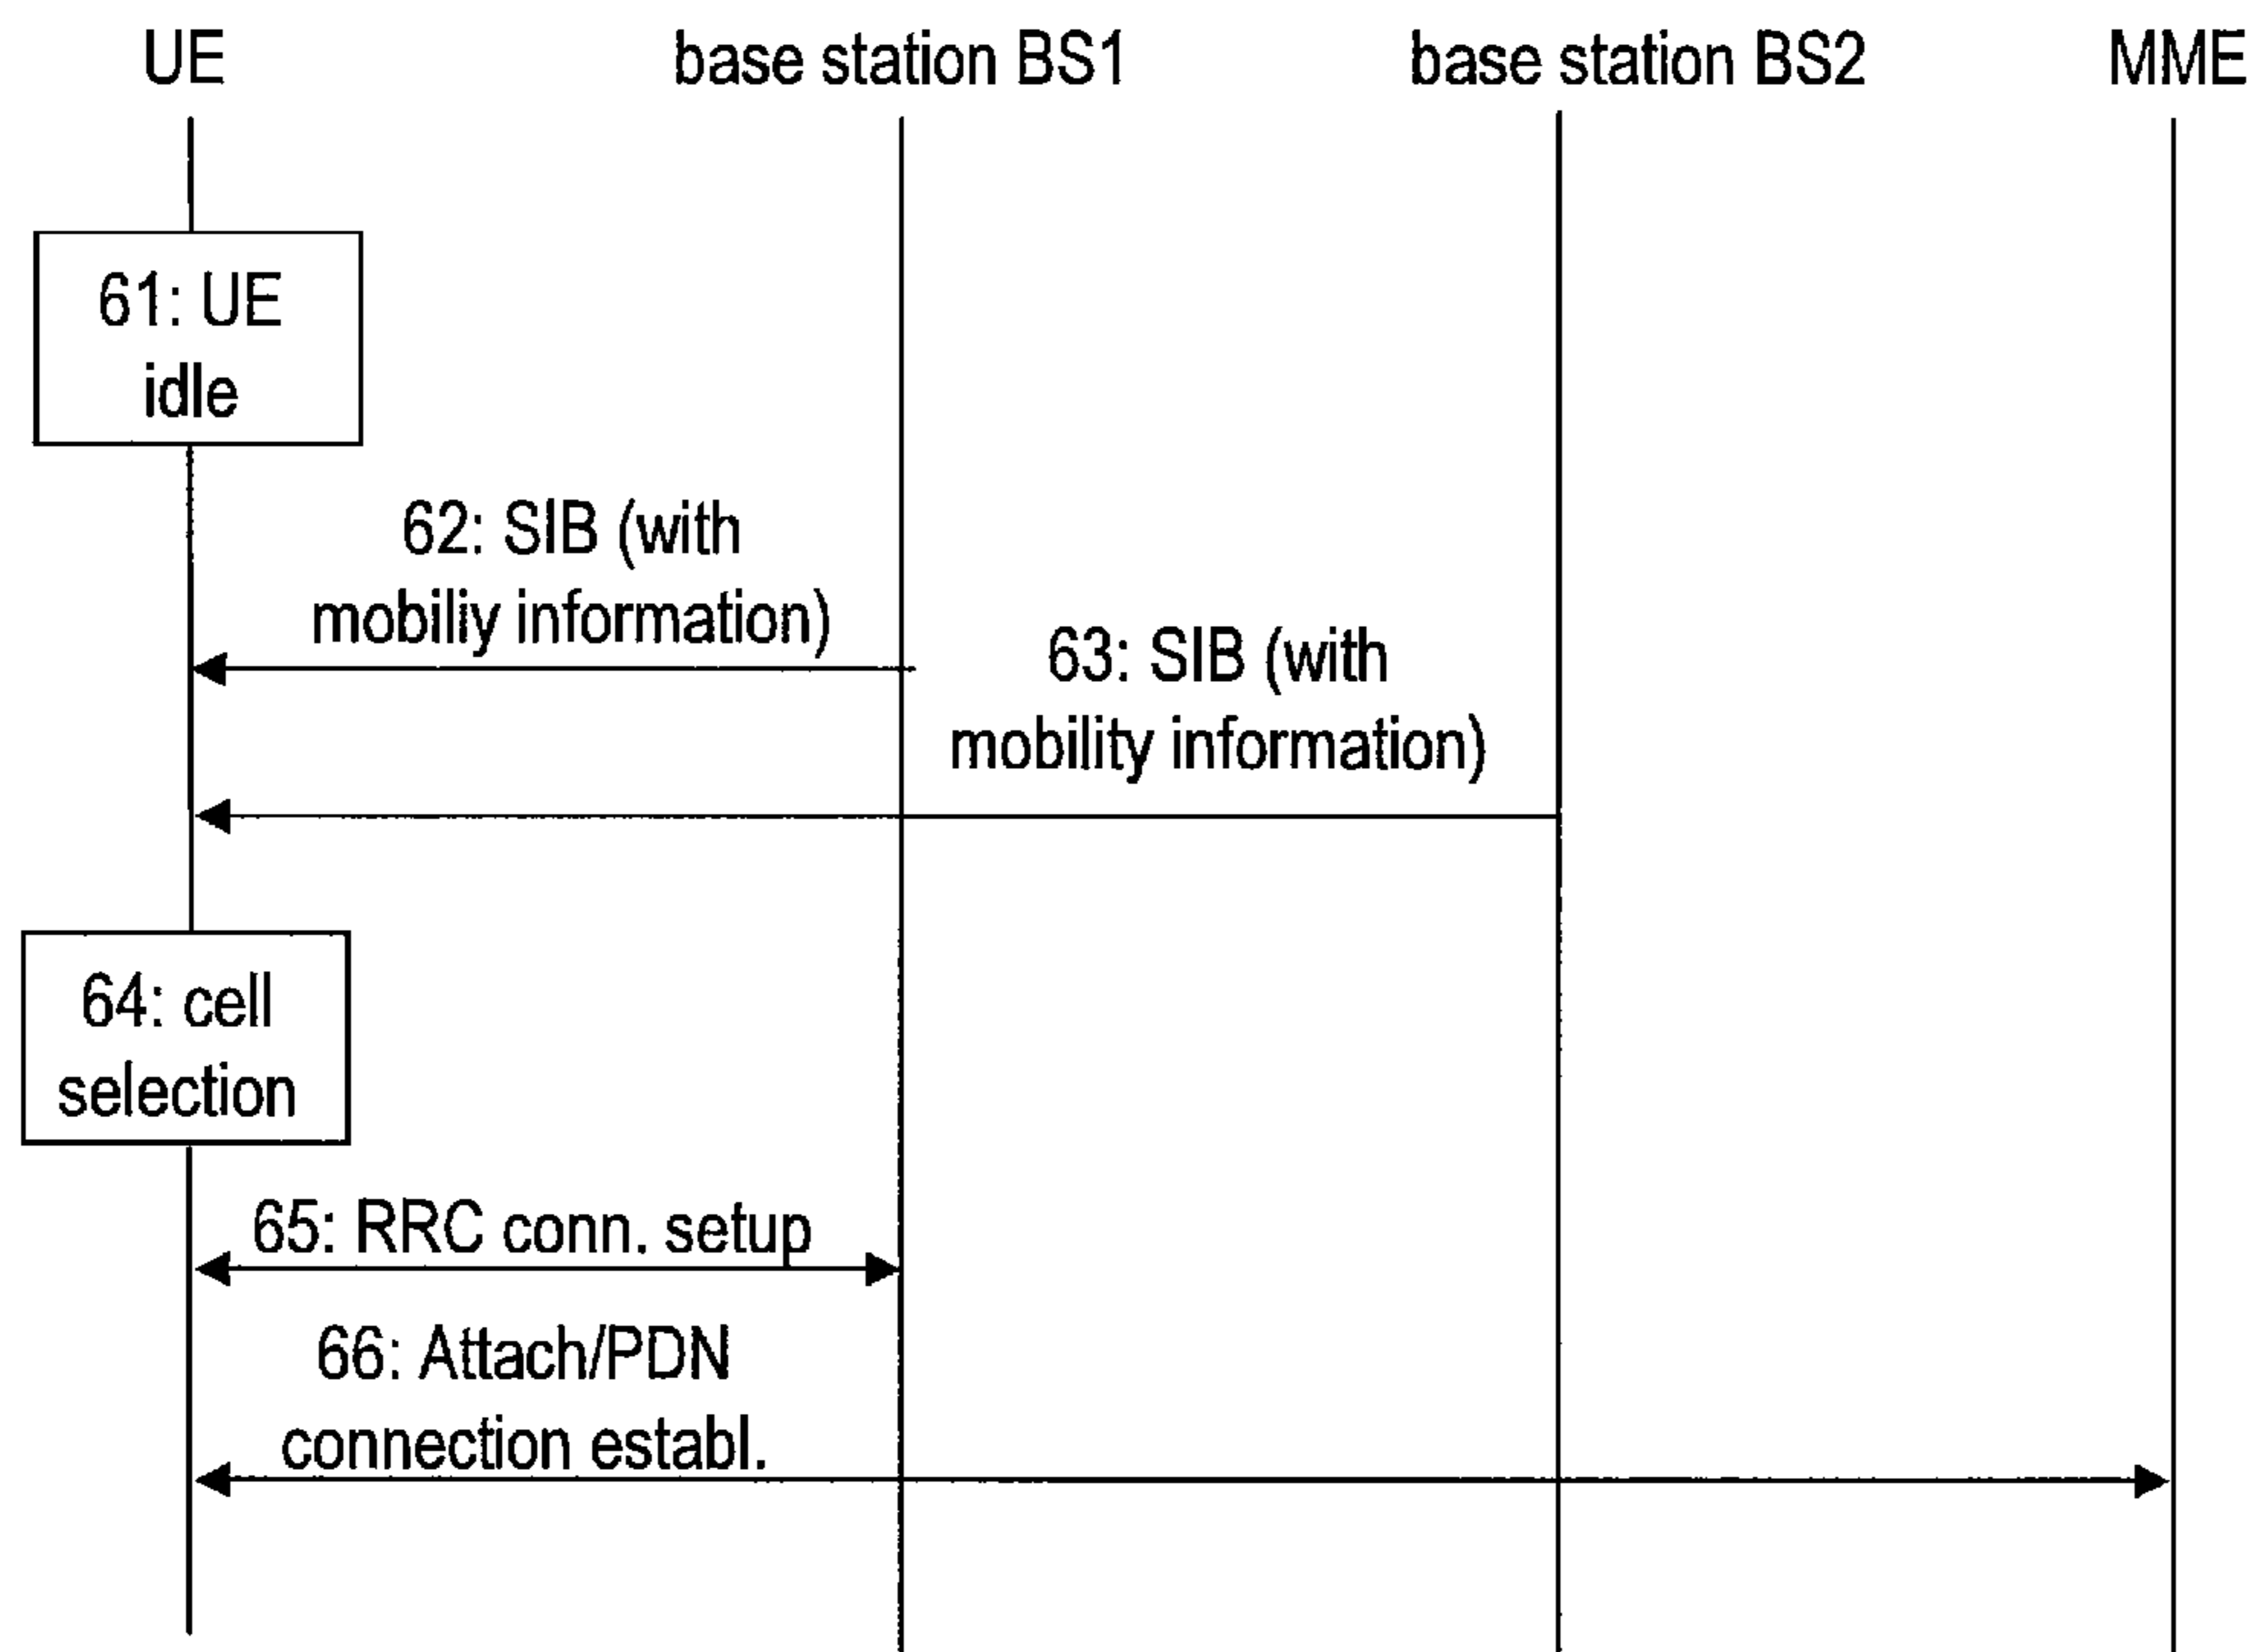 UE
base station BS1
base station BS2
MME
61: UE
idle
62: SIB (with
mobiliy information)
63: SIB (with
mobility information)
64: cell
selection
65: RRC conn. setup
66: Attach/PDN
connection establ.